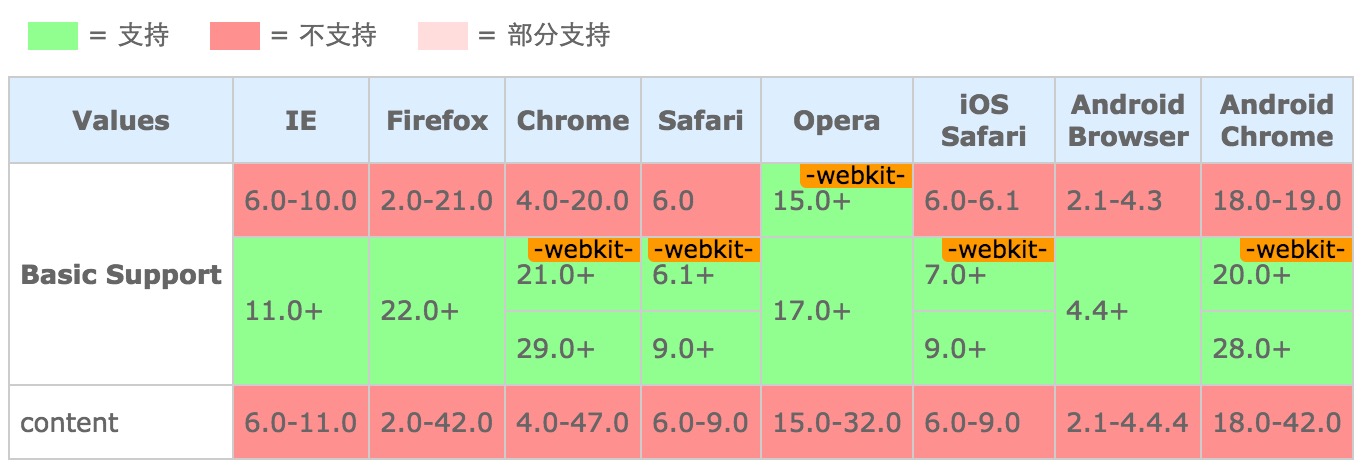 = 支持 = 不支持 = 部分支持
Values IE Firefox Chrome Safari Opera iOS Safari Android Browser Android Chrome
-webkit-
6.0-10.0 2.0-21.0 4.0-20.0 6.0 15.0+ 6.0-6.1 2.1-4.3 18.0-19.0
-webkit- -webkit- -webkit- -webkit-
Basic Support 21.0+ 6.1+ 7.0+ 20.0+
11.0+ 22.0+ 17.0+ 4.4+
29.0+ 9.0+ 9.0+ 28.0+
content 6.0-11.0 2.0-42.0 4.0-47.0 6.0-9.0 15.0-32.0 6.0-9.0 2.1-4.4.4 18.0-42.0